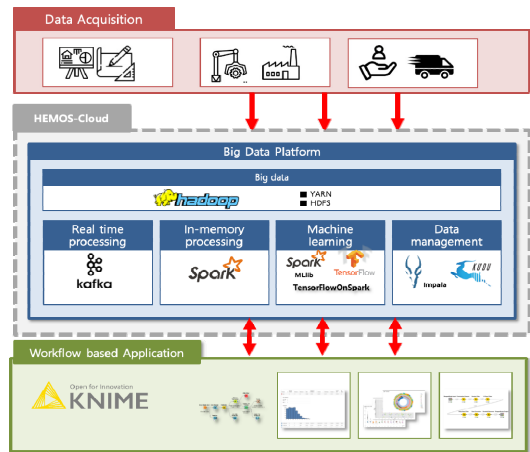 Data Acquisition
HEMOS-Cloud
Big Data Platform
Big data
hadoop
YARN
HDFS
Real time
processing
kafka
In-memory
processing
Spark
Machine
learning
Spark
MLlib
TensorFlow
TensorFlowOnSpark
Data
management
Impala
KUDU
Workflow based Application
Open for Innovation
KNIME